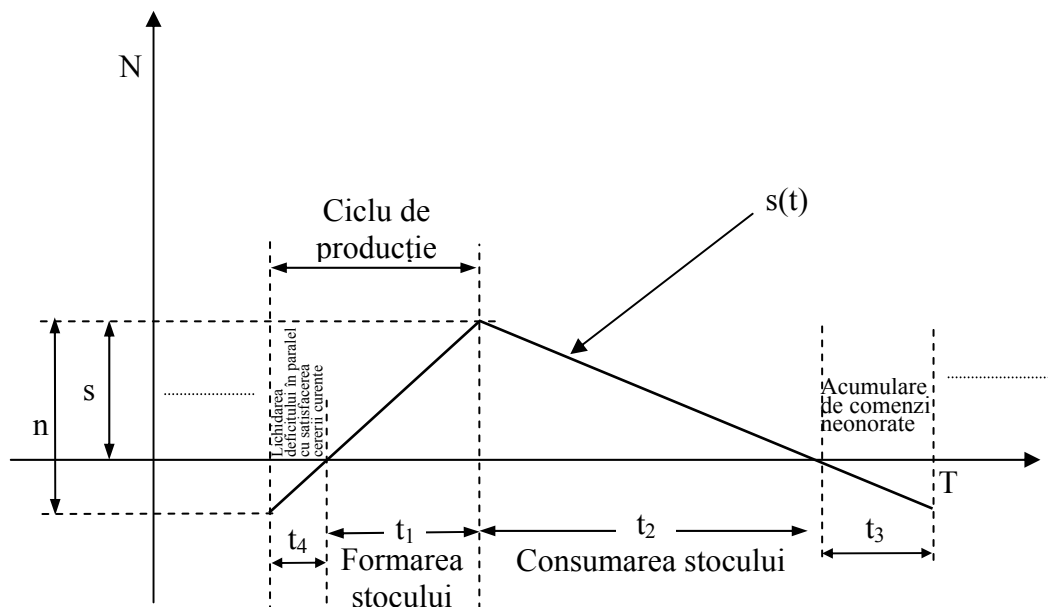 N
Ciclu de
producție
s(t)
s
n
Lichidarea
deficitului în paralel
cu satisfacerea
cererii curente
Acumulare
de comenzi
neonorate
T
t4
t1
t2
t3
Formarea
stocului
Consumarea stocului